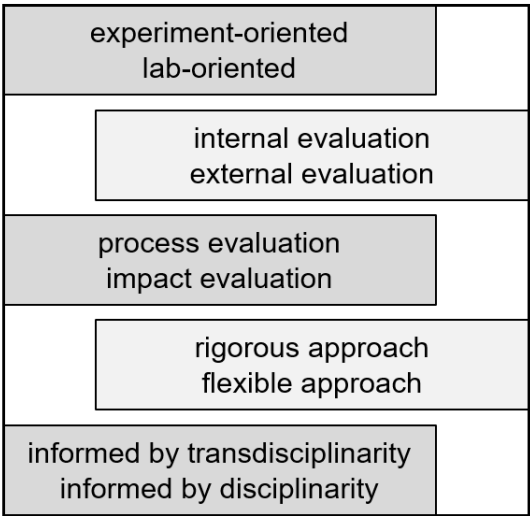 experiment-oriented
lab-oriented
internal evaluation
external evaluation
process evaluation
impact evaluation
rigorous approach
flexible approach
informed by transdisciplinarity
informed by disciplinarity